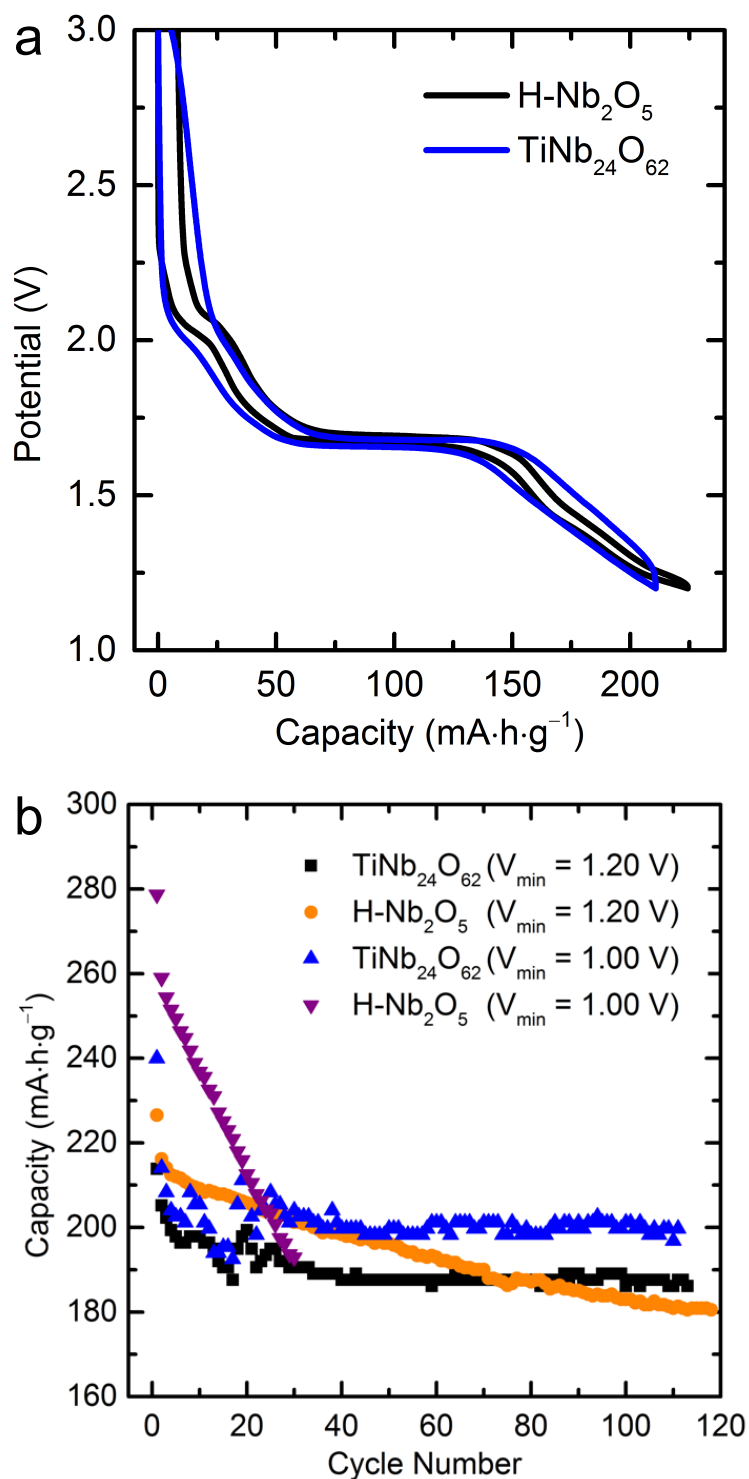 a
3.0
2.5
2.0
1.5
1.0
Potential (V)
H-Nb₂O₅
TiNb₂₄O₆₂
0 50 100 150 200
Capacity (mA·h·g⁻¹)
b
300
280
260
240
220
200
180
160
Capacity (mA·h·g⁻¹)
TiNb₂₄O₆₂ (Vₘᵢₙ = 1.20 V)
H-Nb₂O₅ (Vₘᵢₙ = 1.20 V)
TiNb₂₄O₆₂ (Vₘᵢₙ = 1.00 V)
H-Nb₂O₅ (Vₘᵢₙ = 1.00 V)
0 20 40 60 80 100 120
Cycle Number